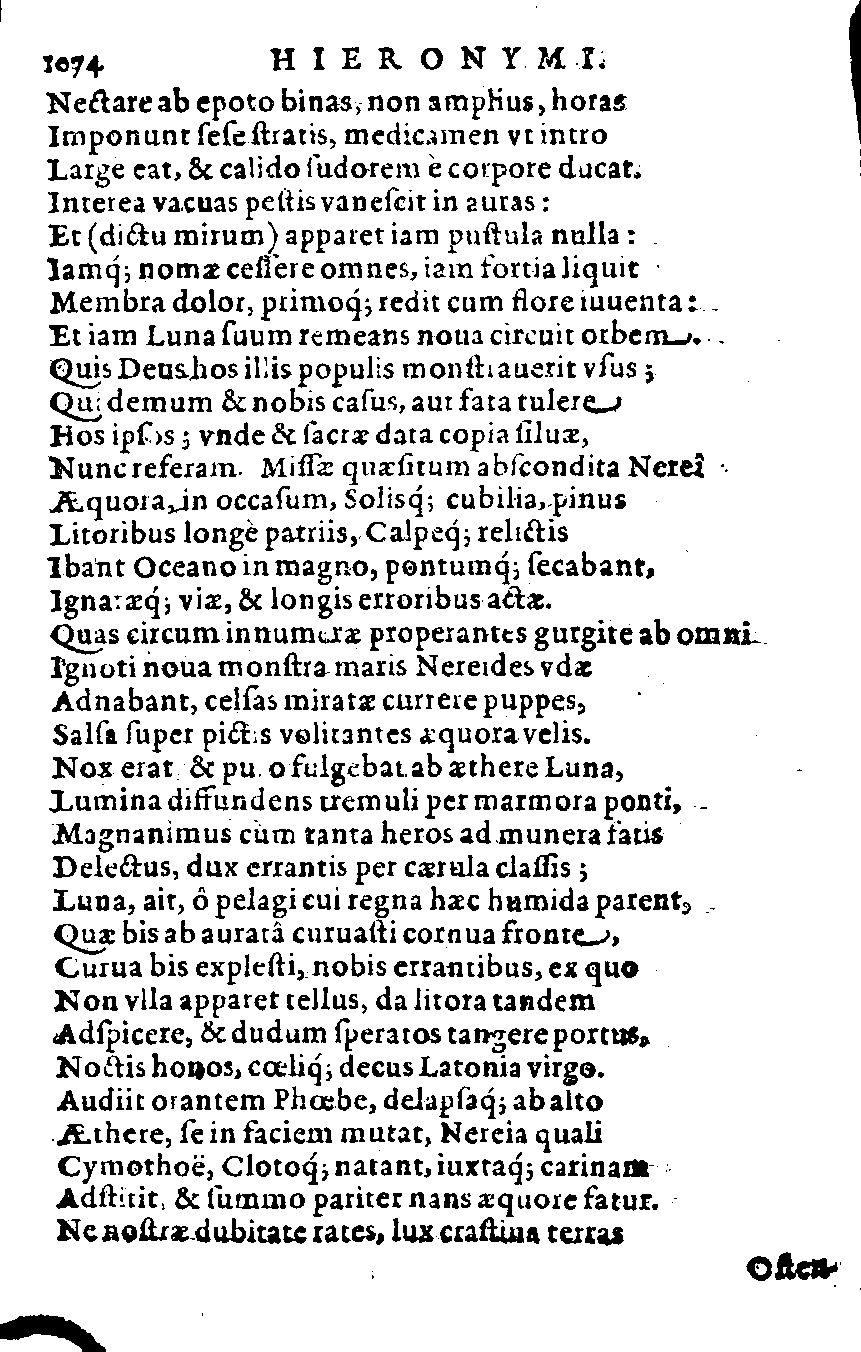 1074 HIERONYMI.
Nectare ab epoto binas, non amplius, horas
Imponunt ſeſe ſtratis, medicamen vt intro
Large eat, & calido ſudorem è corpore ducat.
Interea vacuas peſtis vaneſcit in auras:
Et (dictu mirum) apparet iam puſtula nulla:
Iamq́; nomæ ceſſere omnes, iam fortia liquit
Membra dolor, primoq́; redit cum flore iuuenta:
Et iam Luna ſuum remeans noua circuit orbem.
Quis Deus hos illis populis monſtrauerit vſus;
Qui demum & nobis caſus, aut fata tulere
Hos ipſos; vnde & ſacræ data copia ſiluæ,
Nunc referam. Miſſæ quæſitum abſcondita Nereî
Æquora, in occaſum, Solisq́; cubilia, pinus
Litoribus longè patriis, Calpeq́; relictis
Ibant Oceano in magno, pontumq́; ſecabant,
Ignaræq́; viæ, & longis erroribus actæ.
Quas circum innumeræ properantes gurgite ab omni
Ignoti noua monſtra maris Nereides vdæ
Adnabant, celſas miratæ currere puppes,
Salſa ſuper pictis volitantes æquora velis.
Nox erat & puro fulgebat ab æthere Luna,
Lumina diffundens tremuli per marmora ponti,
Magnanimus cùm tanta heros ad munera fatis
Delectus, dux errantis per cærula claſſis;
Luna, ait, ô pelagi cui regna hæc humida parent,
Quæ bis ab auratâ curuaſti cornua fronte,
Curua bis expleſti, nobis errantibus, ex quo
Non vlla apparet tellus, da litora tandem
Adſpicere, & dudum ſperatos tangere portus,
Noctis honos, cœliq́; decus Latonia virgo.
Audiit orantem Phœbe, delapſaq́; ab alto
Æthere, ſe in faciem mutat, Nereia quali
Cymothoë, Clotoq́; natant, iuxtaq́; carinam
Adſtitit, & ſummo pariter nans æquore fatur.
Ne noſtræ dubitate rates, lux craſtina terras
Oſten-